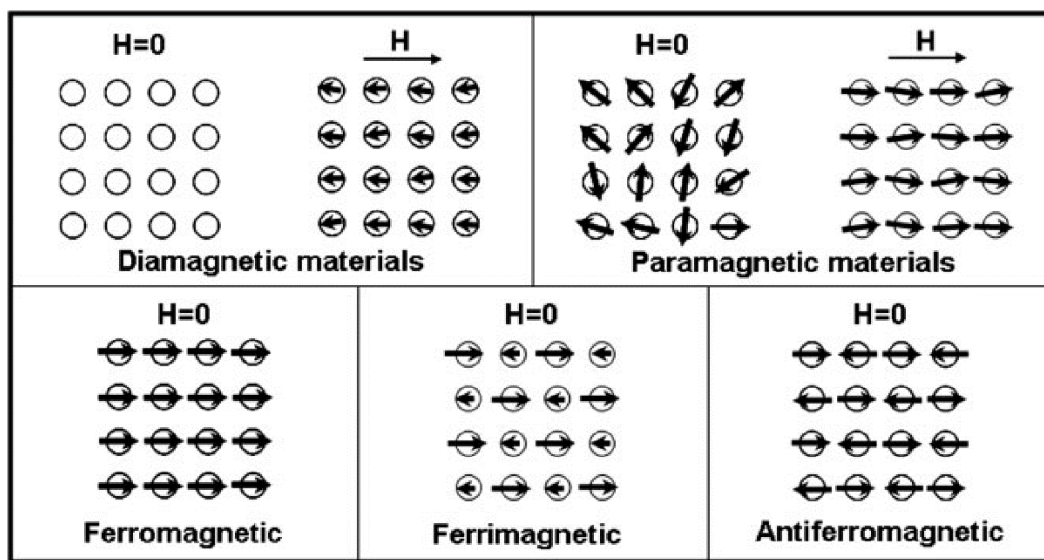 H=0
H
Diamagnetic materials
H=0
H
Paramagnetic materials
H=0
Ferromagnetic
H=0
Ferrimagnetic
H=0
Antiferromagnetic